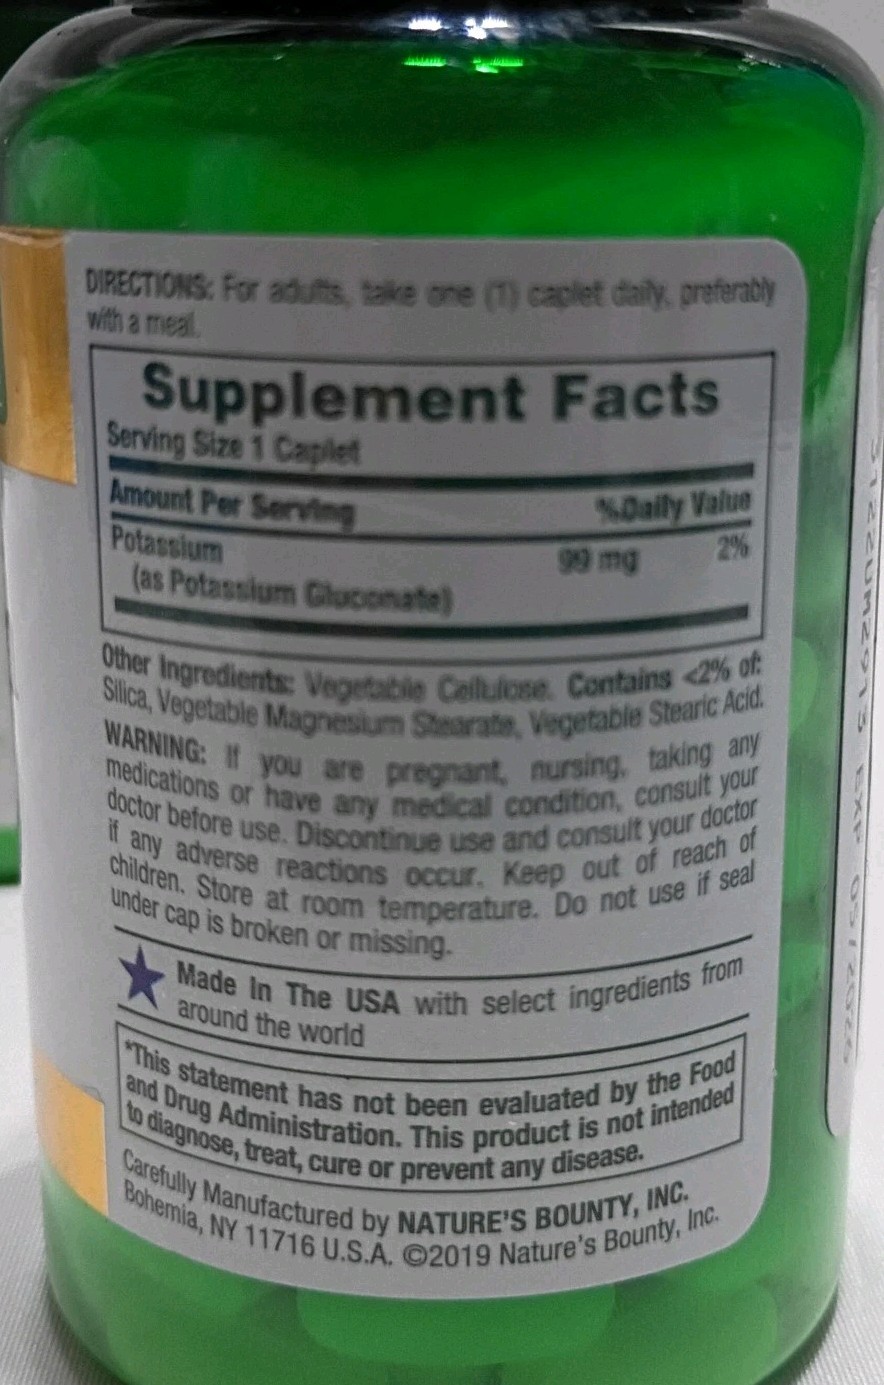 DIRECTIONS: For adults, take one (1) caplet daily, preferably
with a meal.
Supplement Facts
Serving Size 1 Caplet
Amount Per Serving %Daily Value
Potassium 99 mg 2%
(as Potassium Gluconate)
Other Ingredients: Vegetable Cellulose. Contains <2% of:
Silica, Vegetable Magnesium Stearate, Vegetable Stearic Acid.
WARNING: If you are pregnant, nursing, taking any
medications or have any medical condition, consult your
doctor before use. Discontinue use and consult your doctor
if any adverse reactions occur. Keep out of reach of
children. Store at room temperature. Do not use if seal
under cap is broken or missing.
Made In The USA with select ingredients from
around the world
*This statement has not been evaluated by the Food
and Drug Administration. This product is not intended
to diagnose, treat, cure or prevent any disease.
Carefully Manufactured by NATURE'S BOUNTY, INC.
Bohemia, NY 11716 U.S.A. ©2019 Nature's Bounty, Inc.
EXP 05/2026